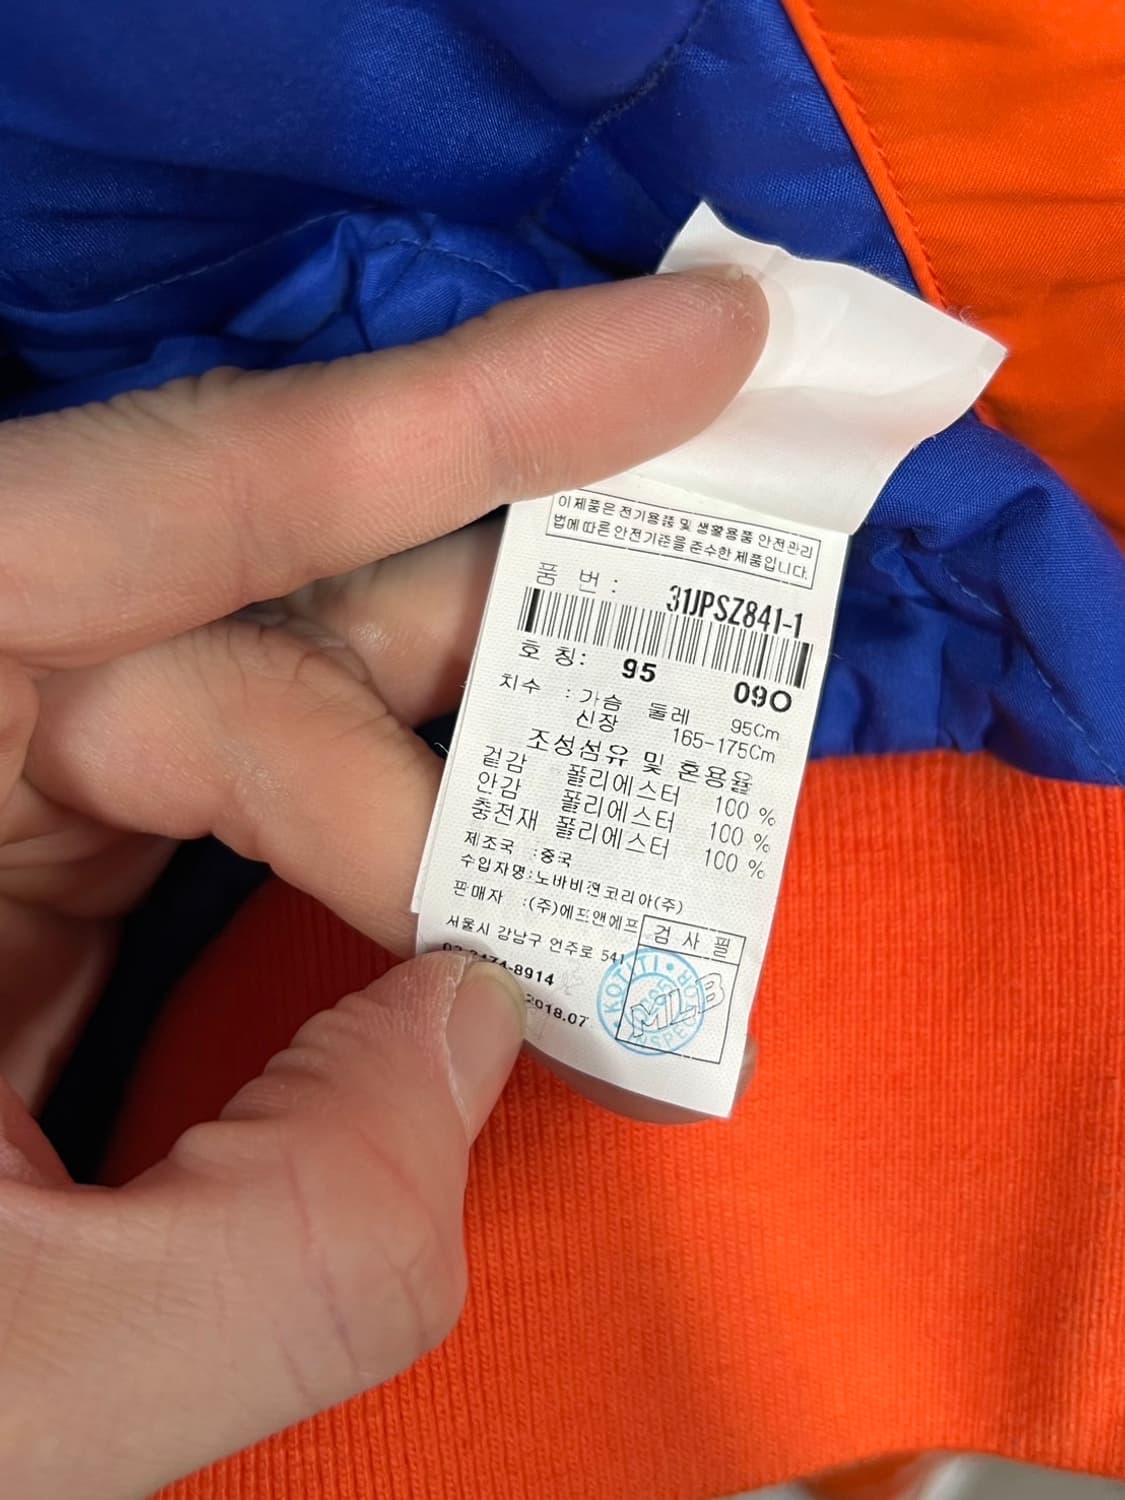 이 제품은 전기용품 및 생활용품 안전관리
법에 따른 안전기준을 준수한 제품입니다.
품 번 : 31JPSZ841-1
호 칭: 95 09O
치수 : 가슴 둘레 95Cm
신장 165-175Cm
조성섬유 및 혼용율
겉감 폴리에스터 100 %
안감 폴리에스터 100 %
충전재 폴리에스터 100 %
제조국 :중국
수입자명:노바비젼코리아(주)
판매자 :(주)에프앤에프
서울시 강남구 언주로 541
8914
2018.07
검 사 필
KOTITI
MLB